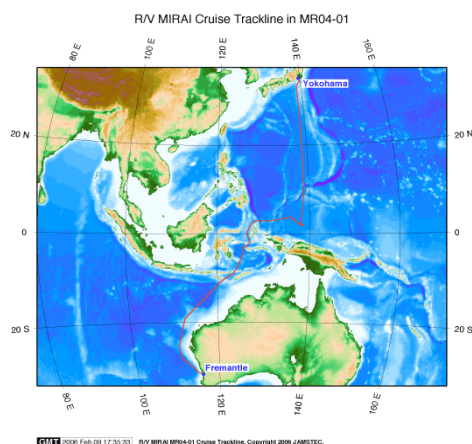 R/V MIRAI Cruise Trackline in MR04-01
80 E
100 E
120 E
140 E
160 E
Yokohama
20 N
20 N
0
0
20 S
20 S
Fremantle
80 E
100 E
120 E
140 E
160 E
GMT 2006 Feb 09 17:35:33 R/V MIRAI MR04-01 Cruise Trackline, Copyright 2006 JAMSTEC.